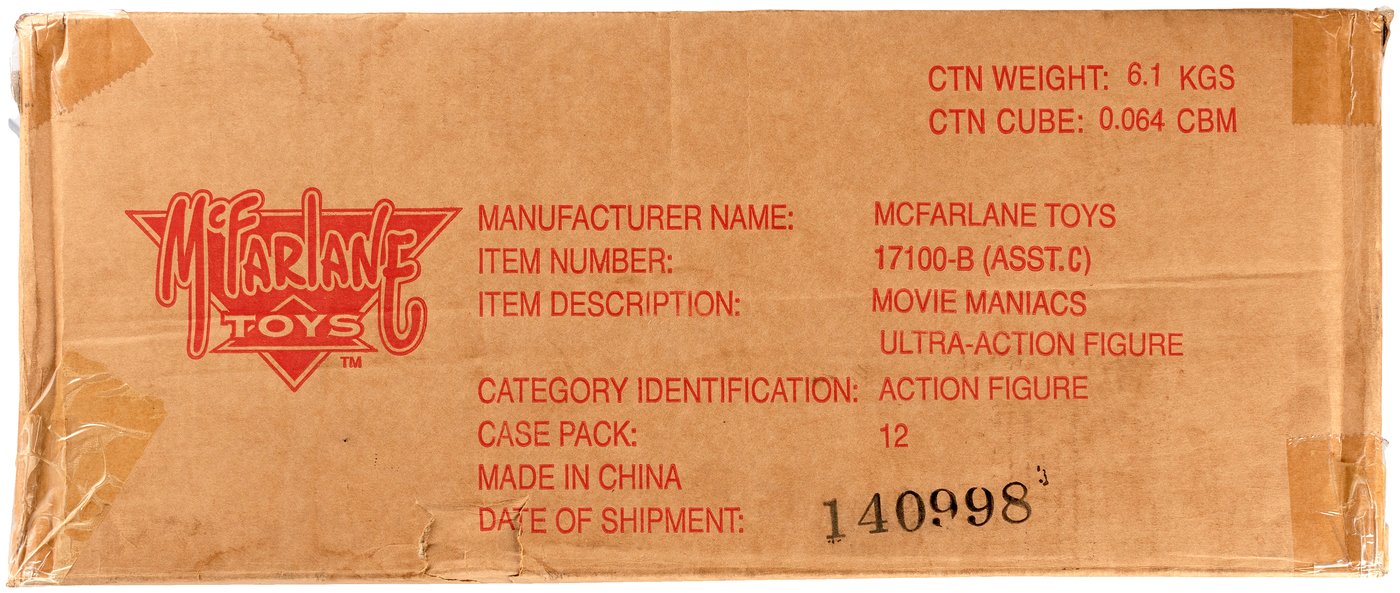 CTN WEIGHT: 6.1 KGS
CTN CUBE: 0.064 CBM
McFARLANE
TOYS
TM
MANUFACTURER NAME: MCFARLANE TOYS
ITEM NUMBER: 17100-B (ASST.C)
ITEM DESCRIPTION: MOVIE MANIACS
ULTRA-ACTION FIGURE
CATEGORY IDENTIFICATION: ACTION FIGURE
CASE PACK: 12
MADE IN CHINA
DATE OF SHIPMENT: 140998